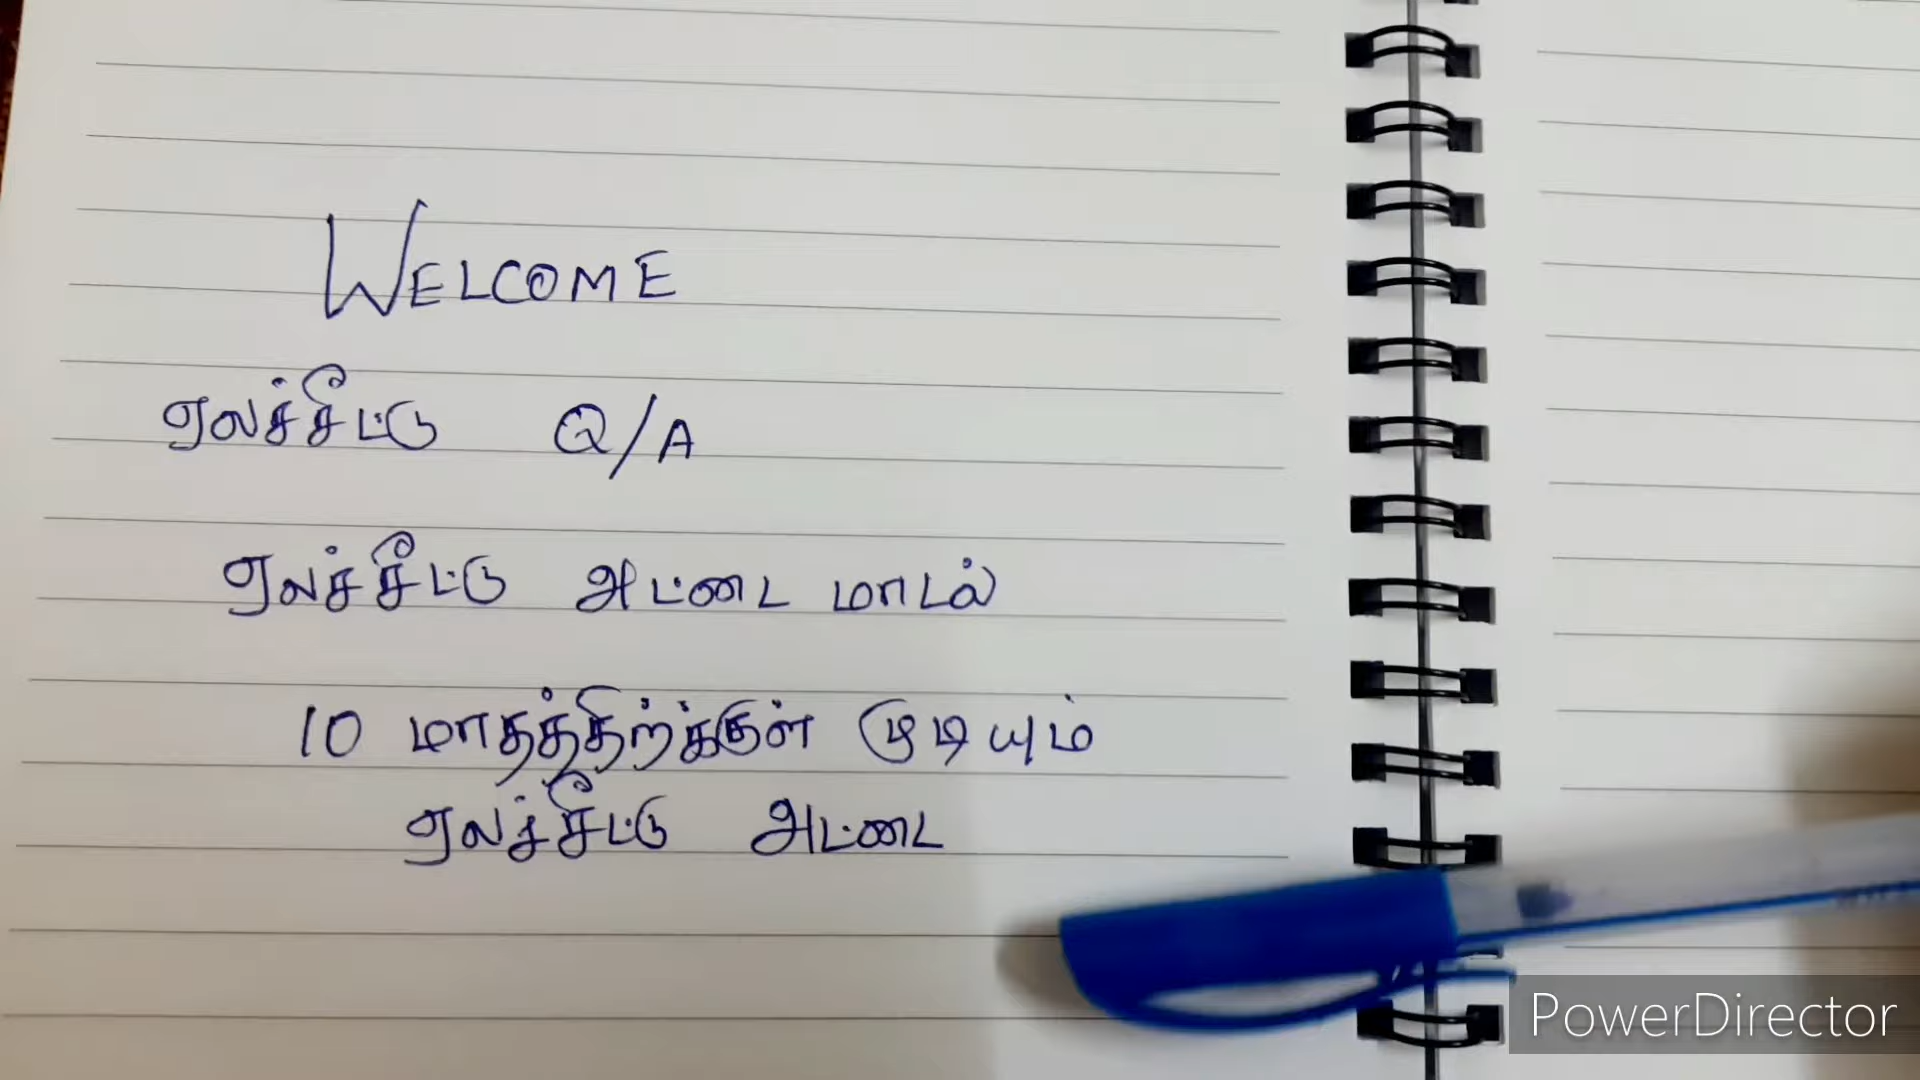 WELCOME
ஏலச்சீட்டு Q/A
ஏலச்சீட்டு அட்டை மாடல்
10 மாதத்திற்க்குள் முடியும்
ஏலச்சீட்டு அட்டை
PowerDirector